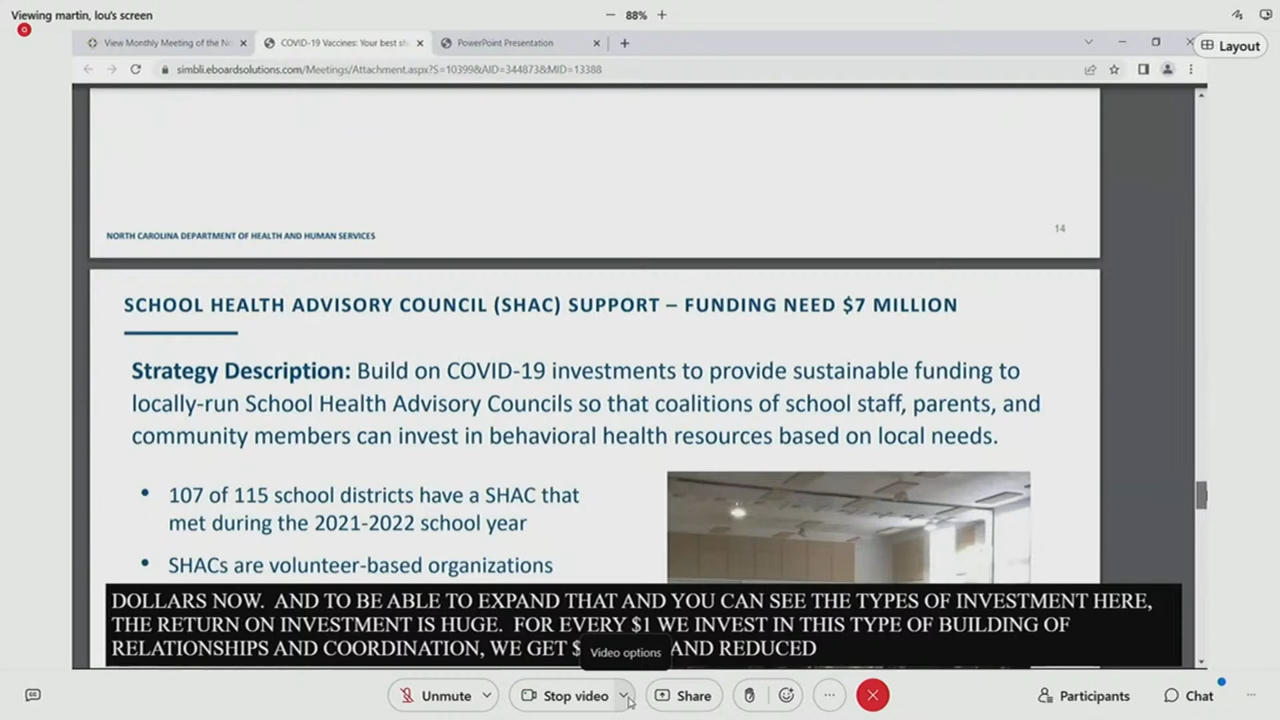 Viewing martin, lou's screen
88%
Layout
View Monthly Meeting of the No
COVID-19 Vaccines: Your best sh
PowerPoint Presentation
simbli.eboardsolutions.com/Meetings/Attachment.aspx?S=10399&AID=344873&MID=13388
NORTH CAROLINA DEPARTMENT OF HEALTH AND HUMAN SERVICES
14
SCHOOL HEALTH ADVISORY COUNCIL (SHAC) SUPPORT – FUNDING NEED $7 MILLION
Strategy Description: Build on COVID-19 investments to provide sustainable funding to
locally-run School Health Advisory Councils so that coalitions of school staff, parents, and
community members can invest in behavioral health resources based on local needs.
• 107 of 115 school districts have a SHAC that
met during the 2021-2022 school year
• SHACs are volunteer-based organizations
DOLLARS NOW. AND TO BE ABLE TO EXPAND THAT AND YOU CAN SEE THE TYPES OF INVESTMENT HERE,
THE RETURN ON INVESTMENT IS HUGE. FOR EVERY $1 WE INVEST IN THIS TYPE OF BUILDING OF
RELATIONSHIPS AND COORDINATION, WE GET $ AND REDUCED
Video options
Unmute
Stop video
Share
Participants
Chat